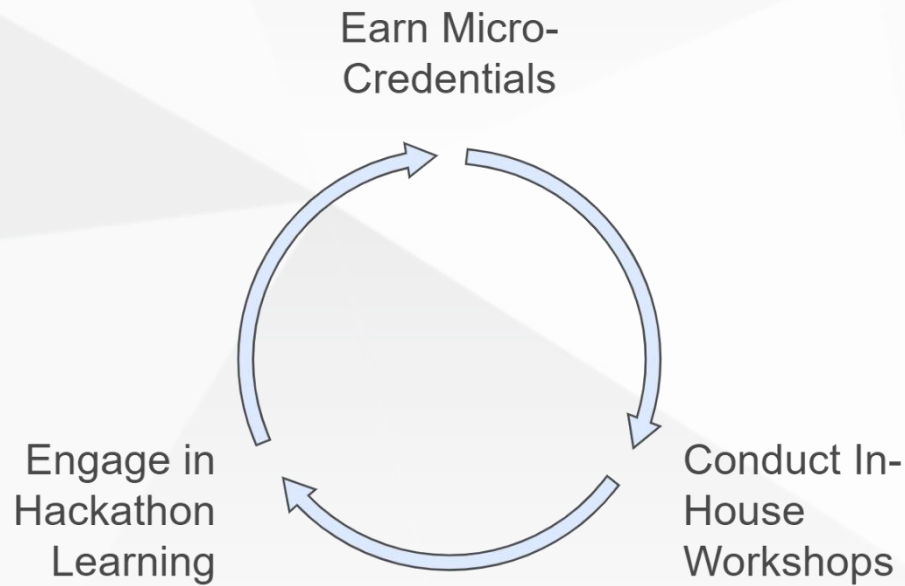 Earn Micro-
Credentials
Engage in
Hackathon
Learning
Conduct In-
House
Workshops